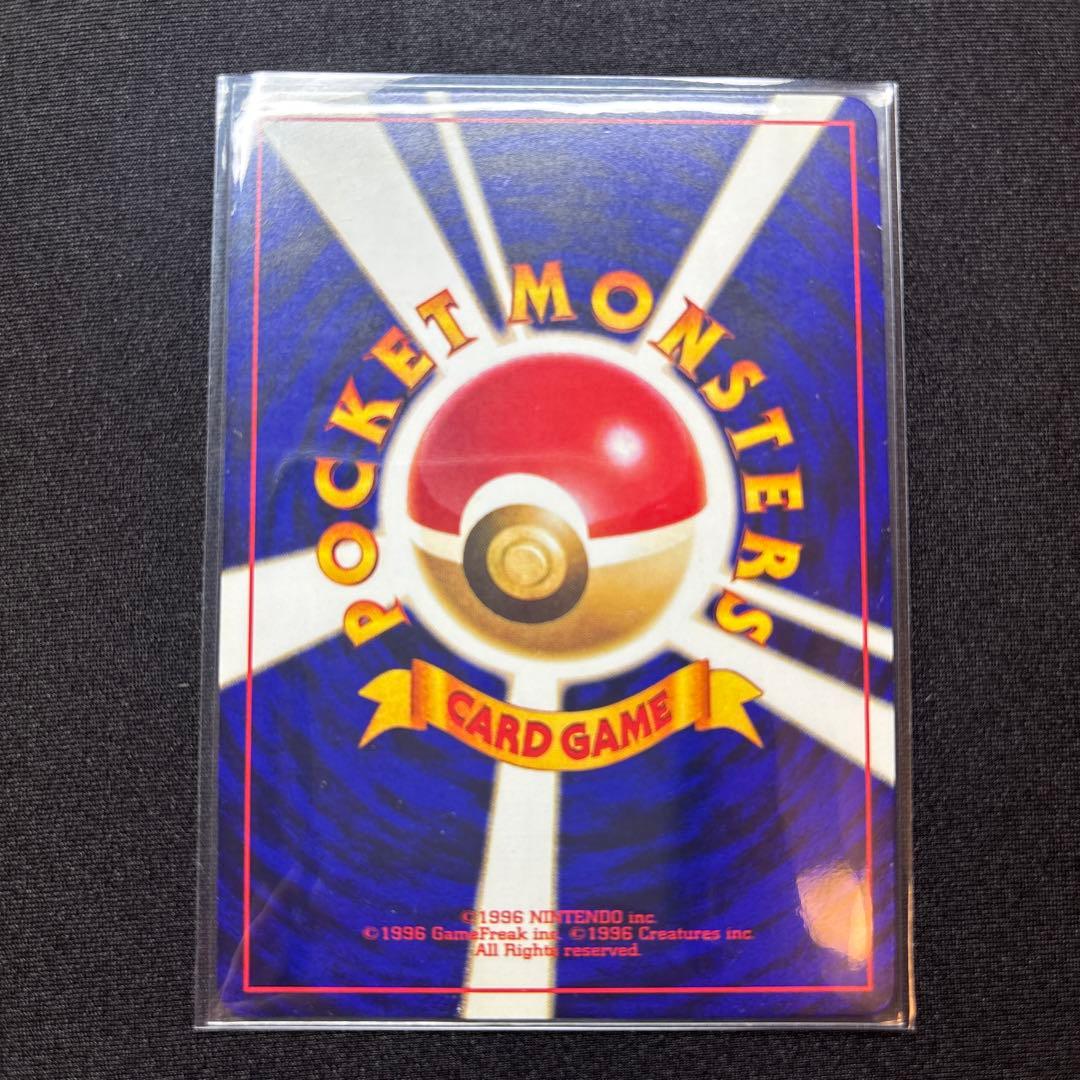 POCKET MONSTERS
CARD GAME
©1996 NINTENDO inc.
©1996 GameFreak inc. ©1996 Creatures inc.
All Rights reserved.